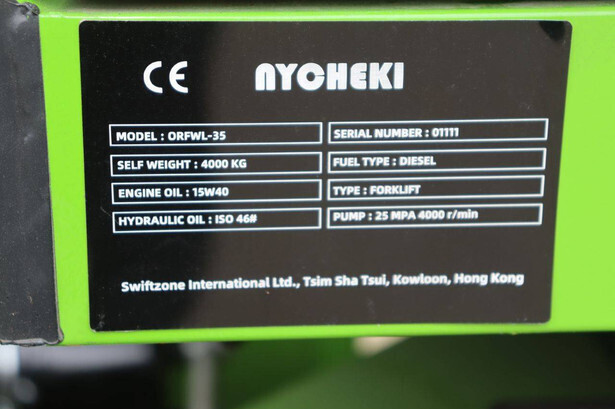 CE NYCHEKI
MODEL : ORFWL-35
SERIAL NUMBER : 01111
SELF WEIGHT : 4000 KG
FUEL TYPE : DIESEL
ENGINE OIL : 15W40
TYPE : FORKLIFT
HYDRAULIC OIL : ISO 46#
PUMP : 25 MPA 4000 r/min
Swiftzone International Ltd., Tsim Sha Tsui, Kowloon, Hong Kong